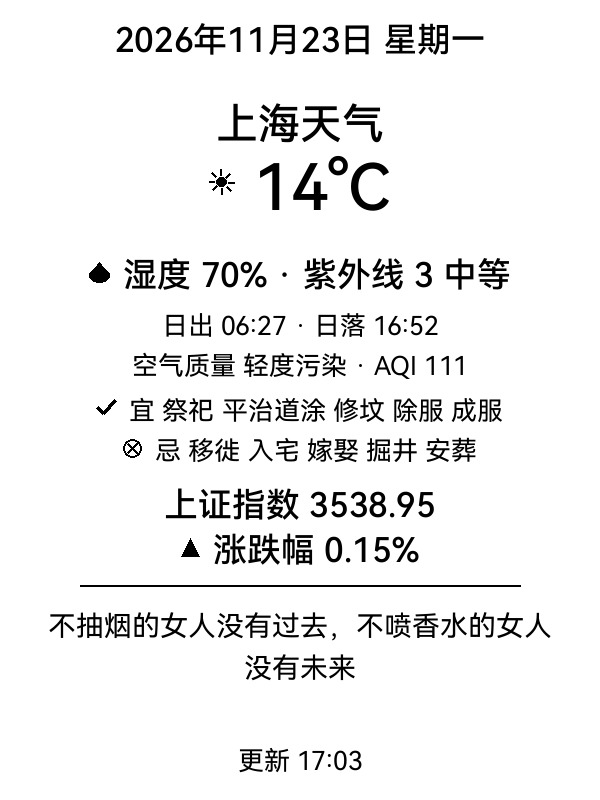 2026年11月23日 星期一
上海天气
14°C
湿度 70% · 紫外线 3 中等
日出 06:27 · 日落 16:52
空气质量 轻度污染 · AQI 111
宜 祭祀 平治道涂 修坟 除服 成服
忌 移徙 入宅 嫁娶 掘井 安葬
上证指数 3538.95
▲ 涨跌幅 0.15%
不抽烟的女人没有过去，不喷香水的女人
没有未来
更新 17:03